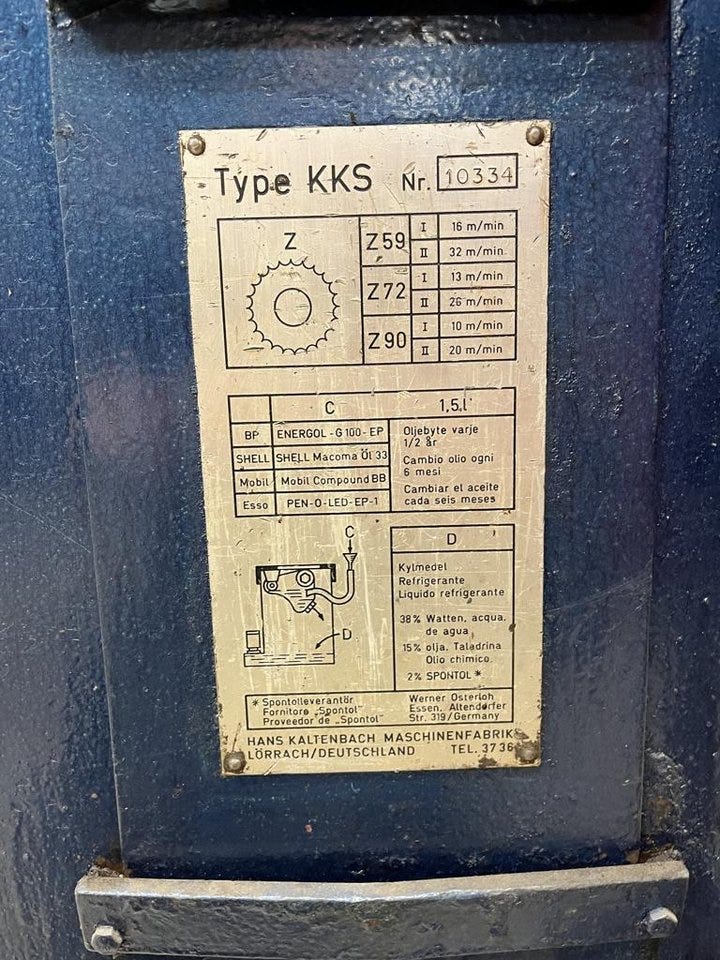 Type KKS Nr. 10334
Z
Z59 I 16 m/min
II 32 m/min
Z72 I 13 m/min
II 26 m/min
Z90 I 10 m/min
II 20 m/min
C 1,5 l
BP ENERGOL-G100-EP
SHELL SHELL Macoma Öl 33
Mobil Mobil Compound BB
Esso PEN-O-LED-EP-1
Oljebyte varje
1/2 år
Cambio olio ogni
6 mesi
Cambiar el aceite
cada seis meses
C
D
D
Kylmedel
Refrigerante
Liquido refrigerante
38% Watten, acqua,
de agua
15% olja, Taladrina
Olio chimico
2% SPONTOL*
* Spontolleverantör
Fornitore „Spontol"
Proveedor de „Spontol"
Werner Osterloh
Essen, Altendorfer
Str. 319/Germany
HANS KALTENBACH MASCHINENFABRIK
LÖRRACH/DEUTSCHLAND TEL. 3736